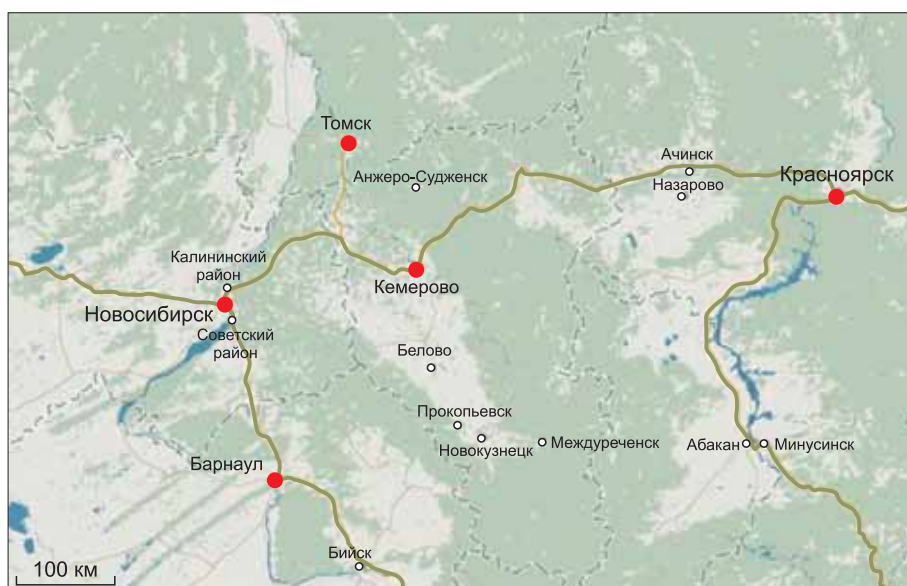 Томск
Анжеро-Судженск
Ачинск
Назарово
Красноярск
Калининский
район
Кемерово
Новосибирск
Советский
район
Белово
Прокопьевск
Новокузнецк
Междуреченск
Абакан
Минусинск
Барнаул
Бийск
100 км